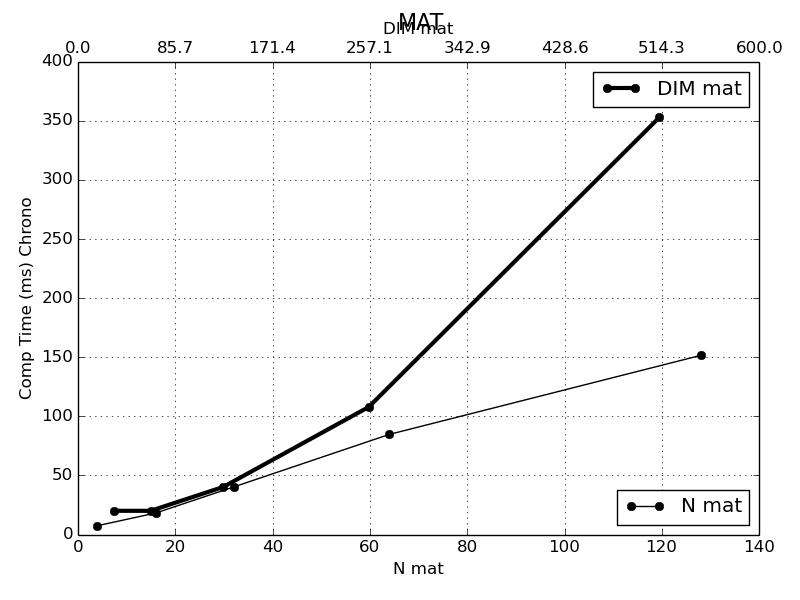 MAT
DIM mat
0.0 85.7 171.4 257.1 342.9 428.6 514.3 600.0
400
DIM mat
350
300
250
200
150
100
50
0
Comp Time (ms) Chrono
N mat
0 20 40 60 80 100 120 140
N mat